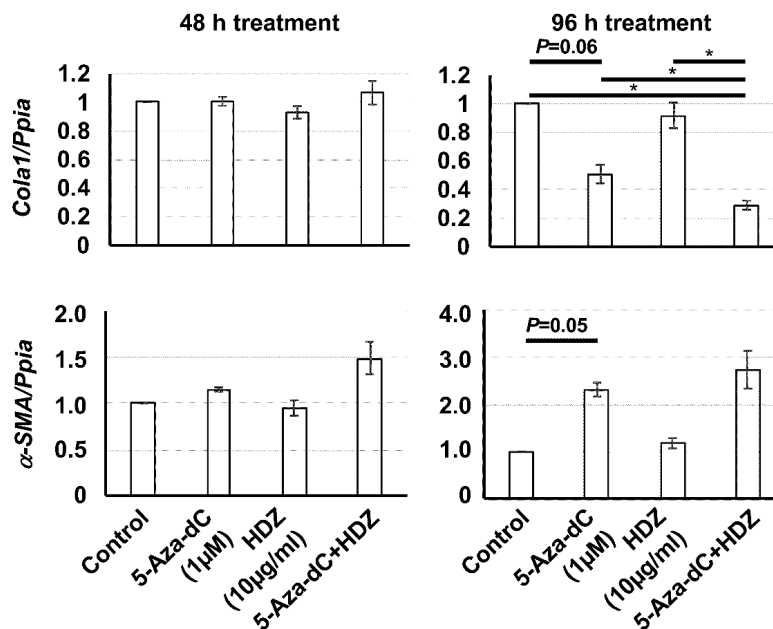 48 h treatment
96 h treatment
Cola1/Ppia
1.2
1
0.8
0.6
0.4
0.2
0
P=0.06
*
*
*
1.2
1
0.8
0.6
0.4
0.2
0
α-SMA/Ppia
2.0
1.5
1.0
0.5
0
P=0.05
4.0
3.0
2.0
1.0
0
Control
5-Aza-dC
(1µM)
HDZ
(10µg/ml)
5-Aza-dC+HDZ
Control
5-Aza-dC
(1µM)
HDZ
(10µg/ml)
5-Aza-dC+HDZ